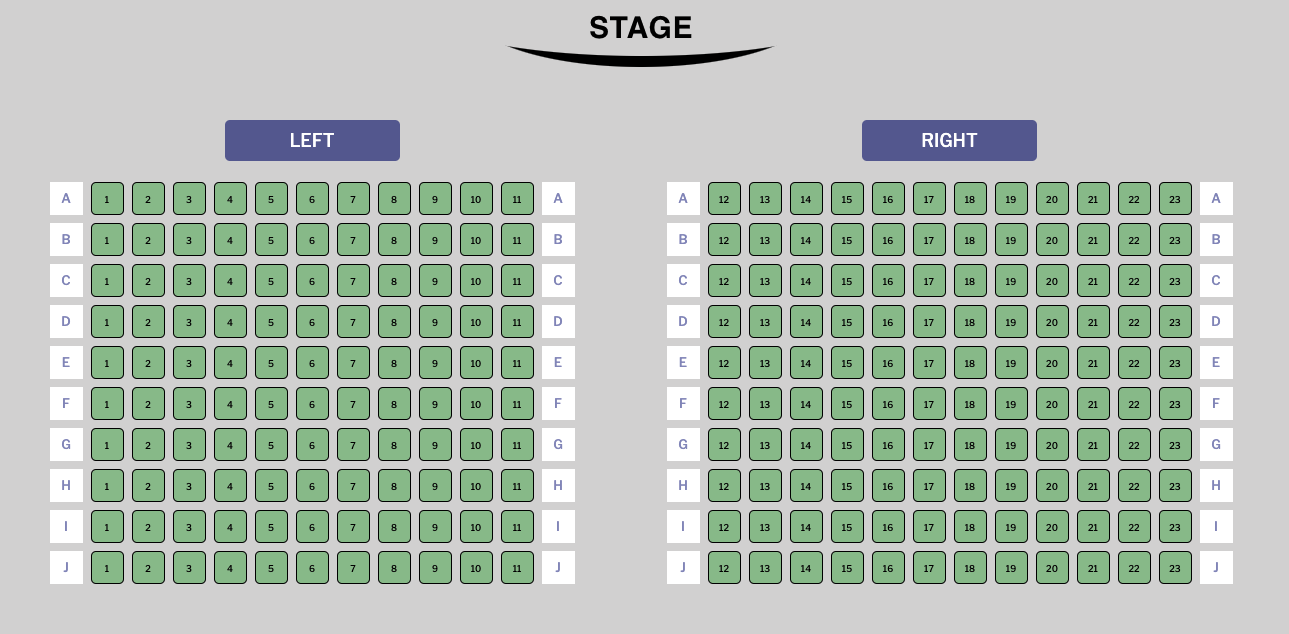 STAGE
LEFT RIGHT
A 1 2 3 4 5 6 7 8 9 10 11 A A 12 13 14 15 16 17 18 19 20 21 22 23 A
B 1 2 3 4 5 6 7 8 9 10 11 B B 12 13 14 15 16 17 18 19 20 21 22 23 B
C 1 2 3 4 5 6 7 8 9 10 11 C C 12 13 14 15 16 17 18 19 20 21 22 23 C
D 1 2 3 4 5 6 7 8 9 10 11 D D 12 13 14 15 16 17 18 19 20 21 22 23 D
E 1 2 3 4 5 6 7 8 9 10 11 E E 12 13 14 15 16 17 18 19 20 21 22 23 E
F 1 2 3 4 5 6 7 8 9 10 11 F F 12 13 14 15 16 17 18 19 20 21 22 23 F
G 1 2 3 4 5 6 7 8 9 10 11 G G 12 13 14 15 16 17 18 19 20 21 22 23 G
H 1 2 3 4 5 6 7 8 9 10 11 H H 12 13 14 15 16 17 18 19 20 21 22 23 H
I 1 2 3 4 5 6 7 8 9 10 11 I I 12 13 14 15 16 17 18 19 20 21 22 23 I
J 1 2 3 4 5 6 7 8 9 10 11 J J 12 13 14 15 16 17 18 19 20 21 22 23 J